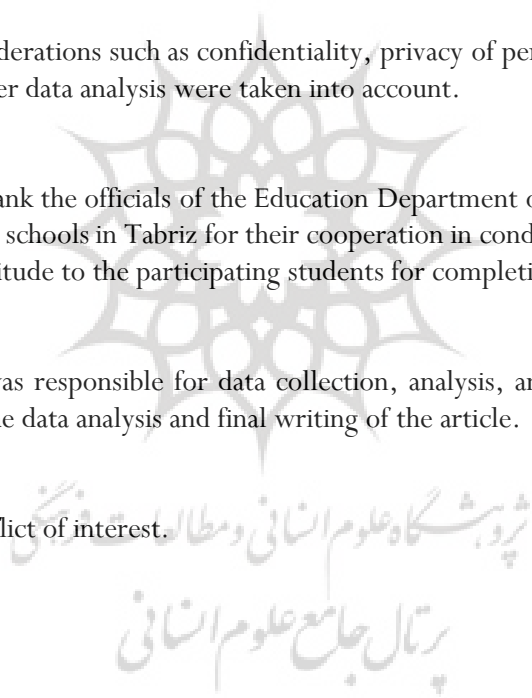 derations such as confidentiality, privacy of per
er data analysis were taken into account.
ank the officials of the Education Department o
schools in Tabriz for their cooperation in cond
itude to the participating students for completi
was responsible for data collection, analysis, an
e data analysis and final writing of the article.
flict of interest.
پژوهشگاه علوم انسانی و مطالعات فرهنگی
پرتال جامع علوم انسانی